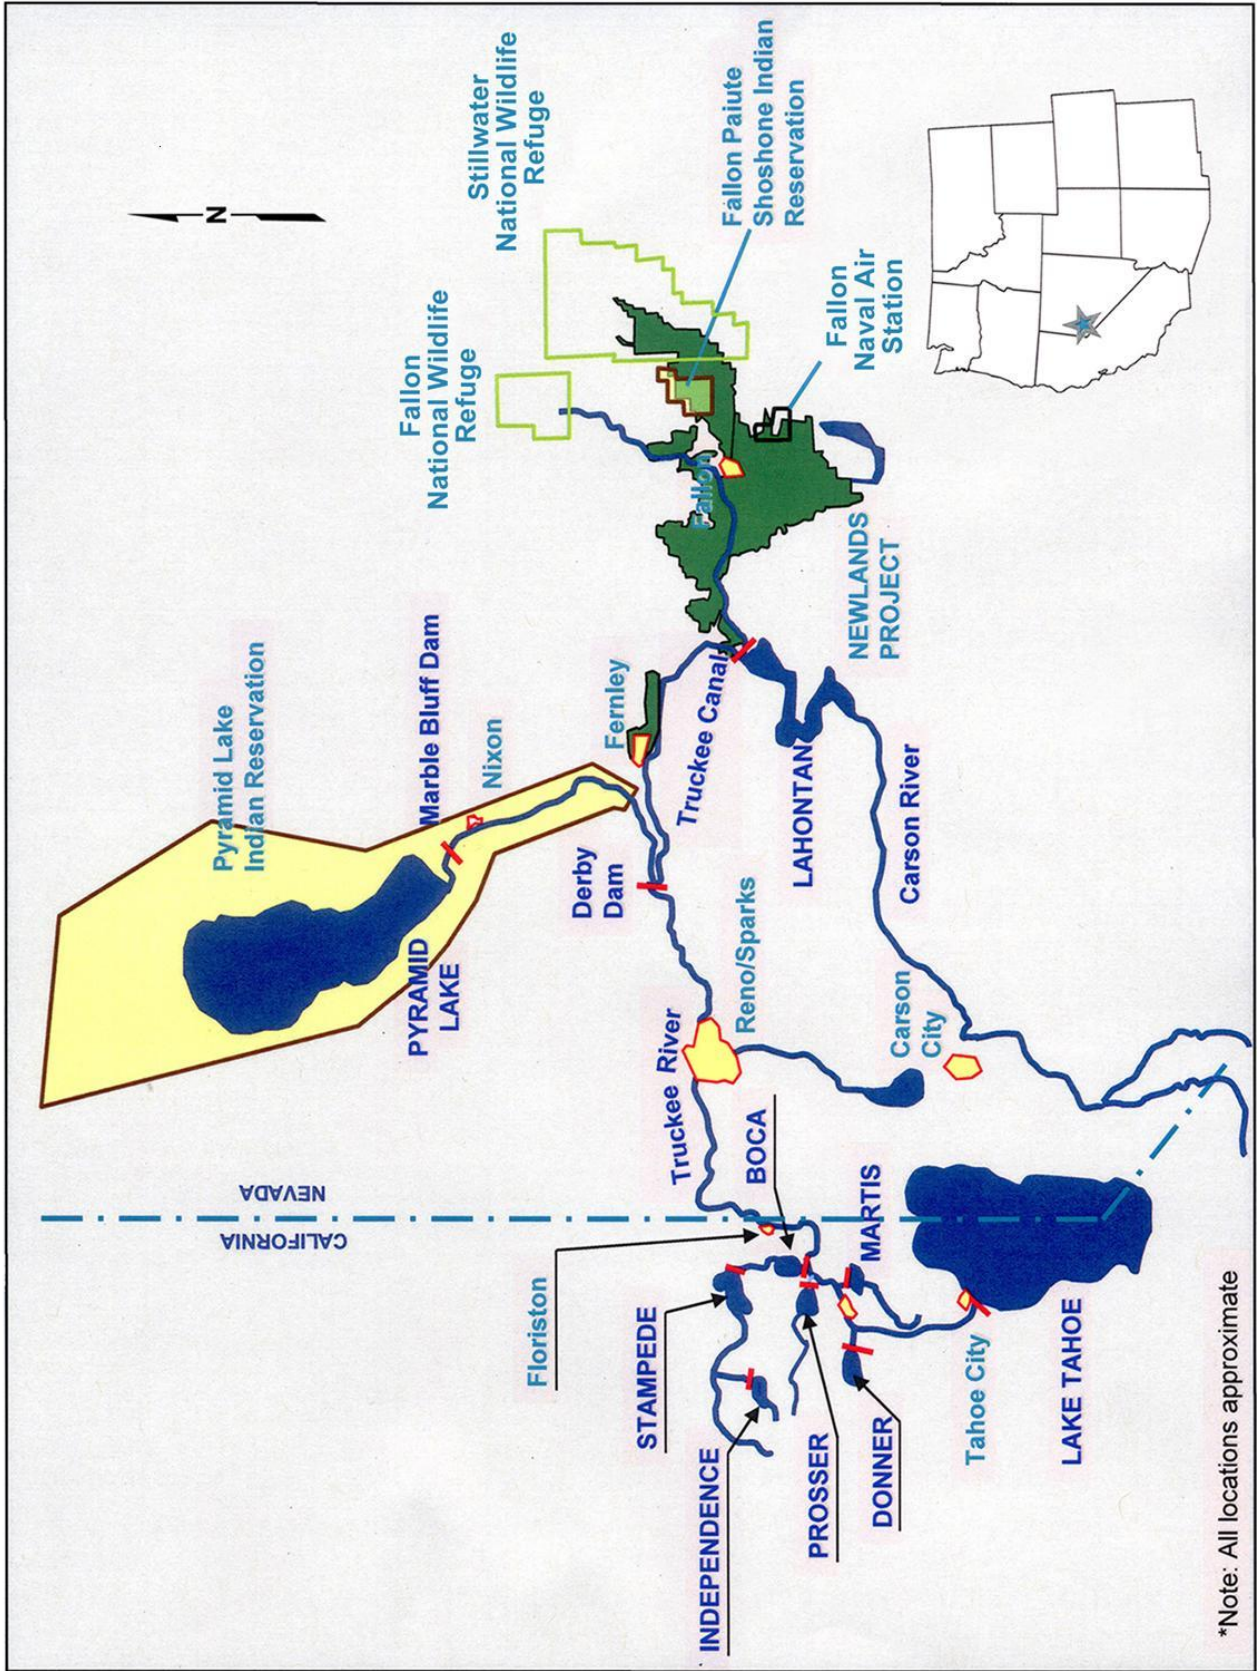 N
Stillwater
National Wildlife
Refuge
Fallon
National Wildlife
Refuge
Fallon Paiute
Shoshone Indian
Reservation
Fallon
Naval Air
Station
Pyramid Lake
Indian Reservation
Marble Bluff Dam
Nixon
Fernley
Fallon
NEWLANDS
PROJECT
PYRAMID
LAKE
Derby
Dam
Truckee Canal
LAHONTAN
Carson River
Truckee River
Reno/Sparks
Carson
City
NEVADA
CALIFORNIA
Floriston
BOCA
MARTIS
STAMPEDE
INDEPENDENCE
PROSSER
DONNER
Tahoe City
LAKE TAHOE
*Note: All locations approximate